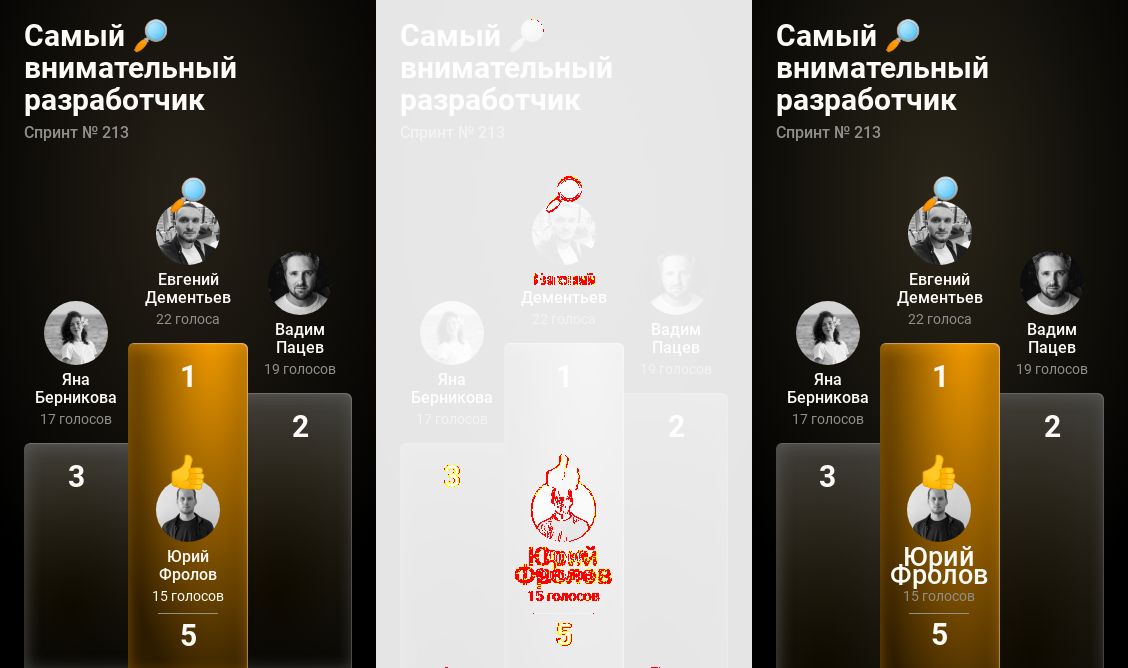 Самый 🔎
внимательный
разработчик
Спринт № 213
Евгений
Дементьев
22 голоса
Вадим
Пацев
19 голосов
Яна
Берникова
17 голосов
1
2
3
Юрий
Фролов
15 голосов
5
Самый
внимательный
разработчик
Спринт № 213
Дементьев
22 голоса
Вадим
Пацев
19 голосов
Яна
Берникова
17 голосов
1
2
3
Юрий
Фролов
15 голосов
5
Самый 🔎
внимательный
разработчик
Спринт № 213
Евгений
Дементьев
22 голоса
Вадим
Пацев
19 голосов
Яна
Берникова
17 голосов
1
2
3
Юрий
Фролов
15 голосов
5